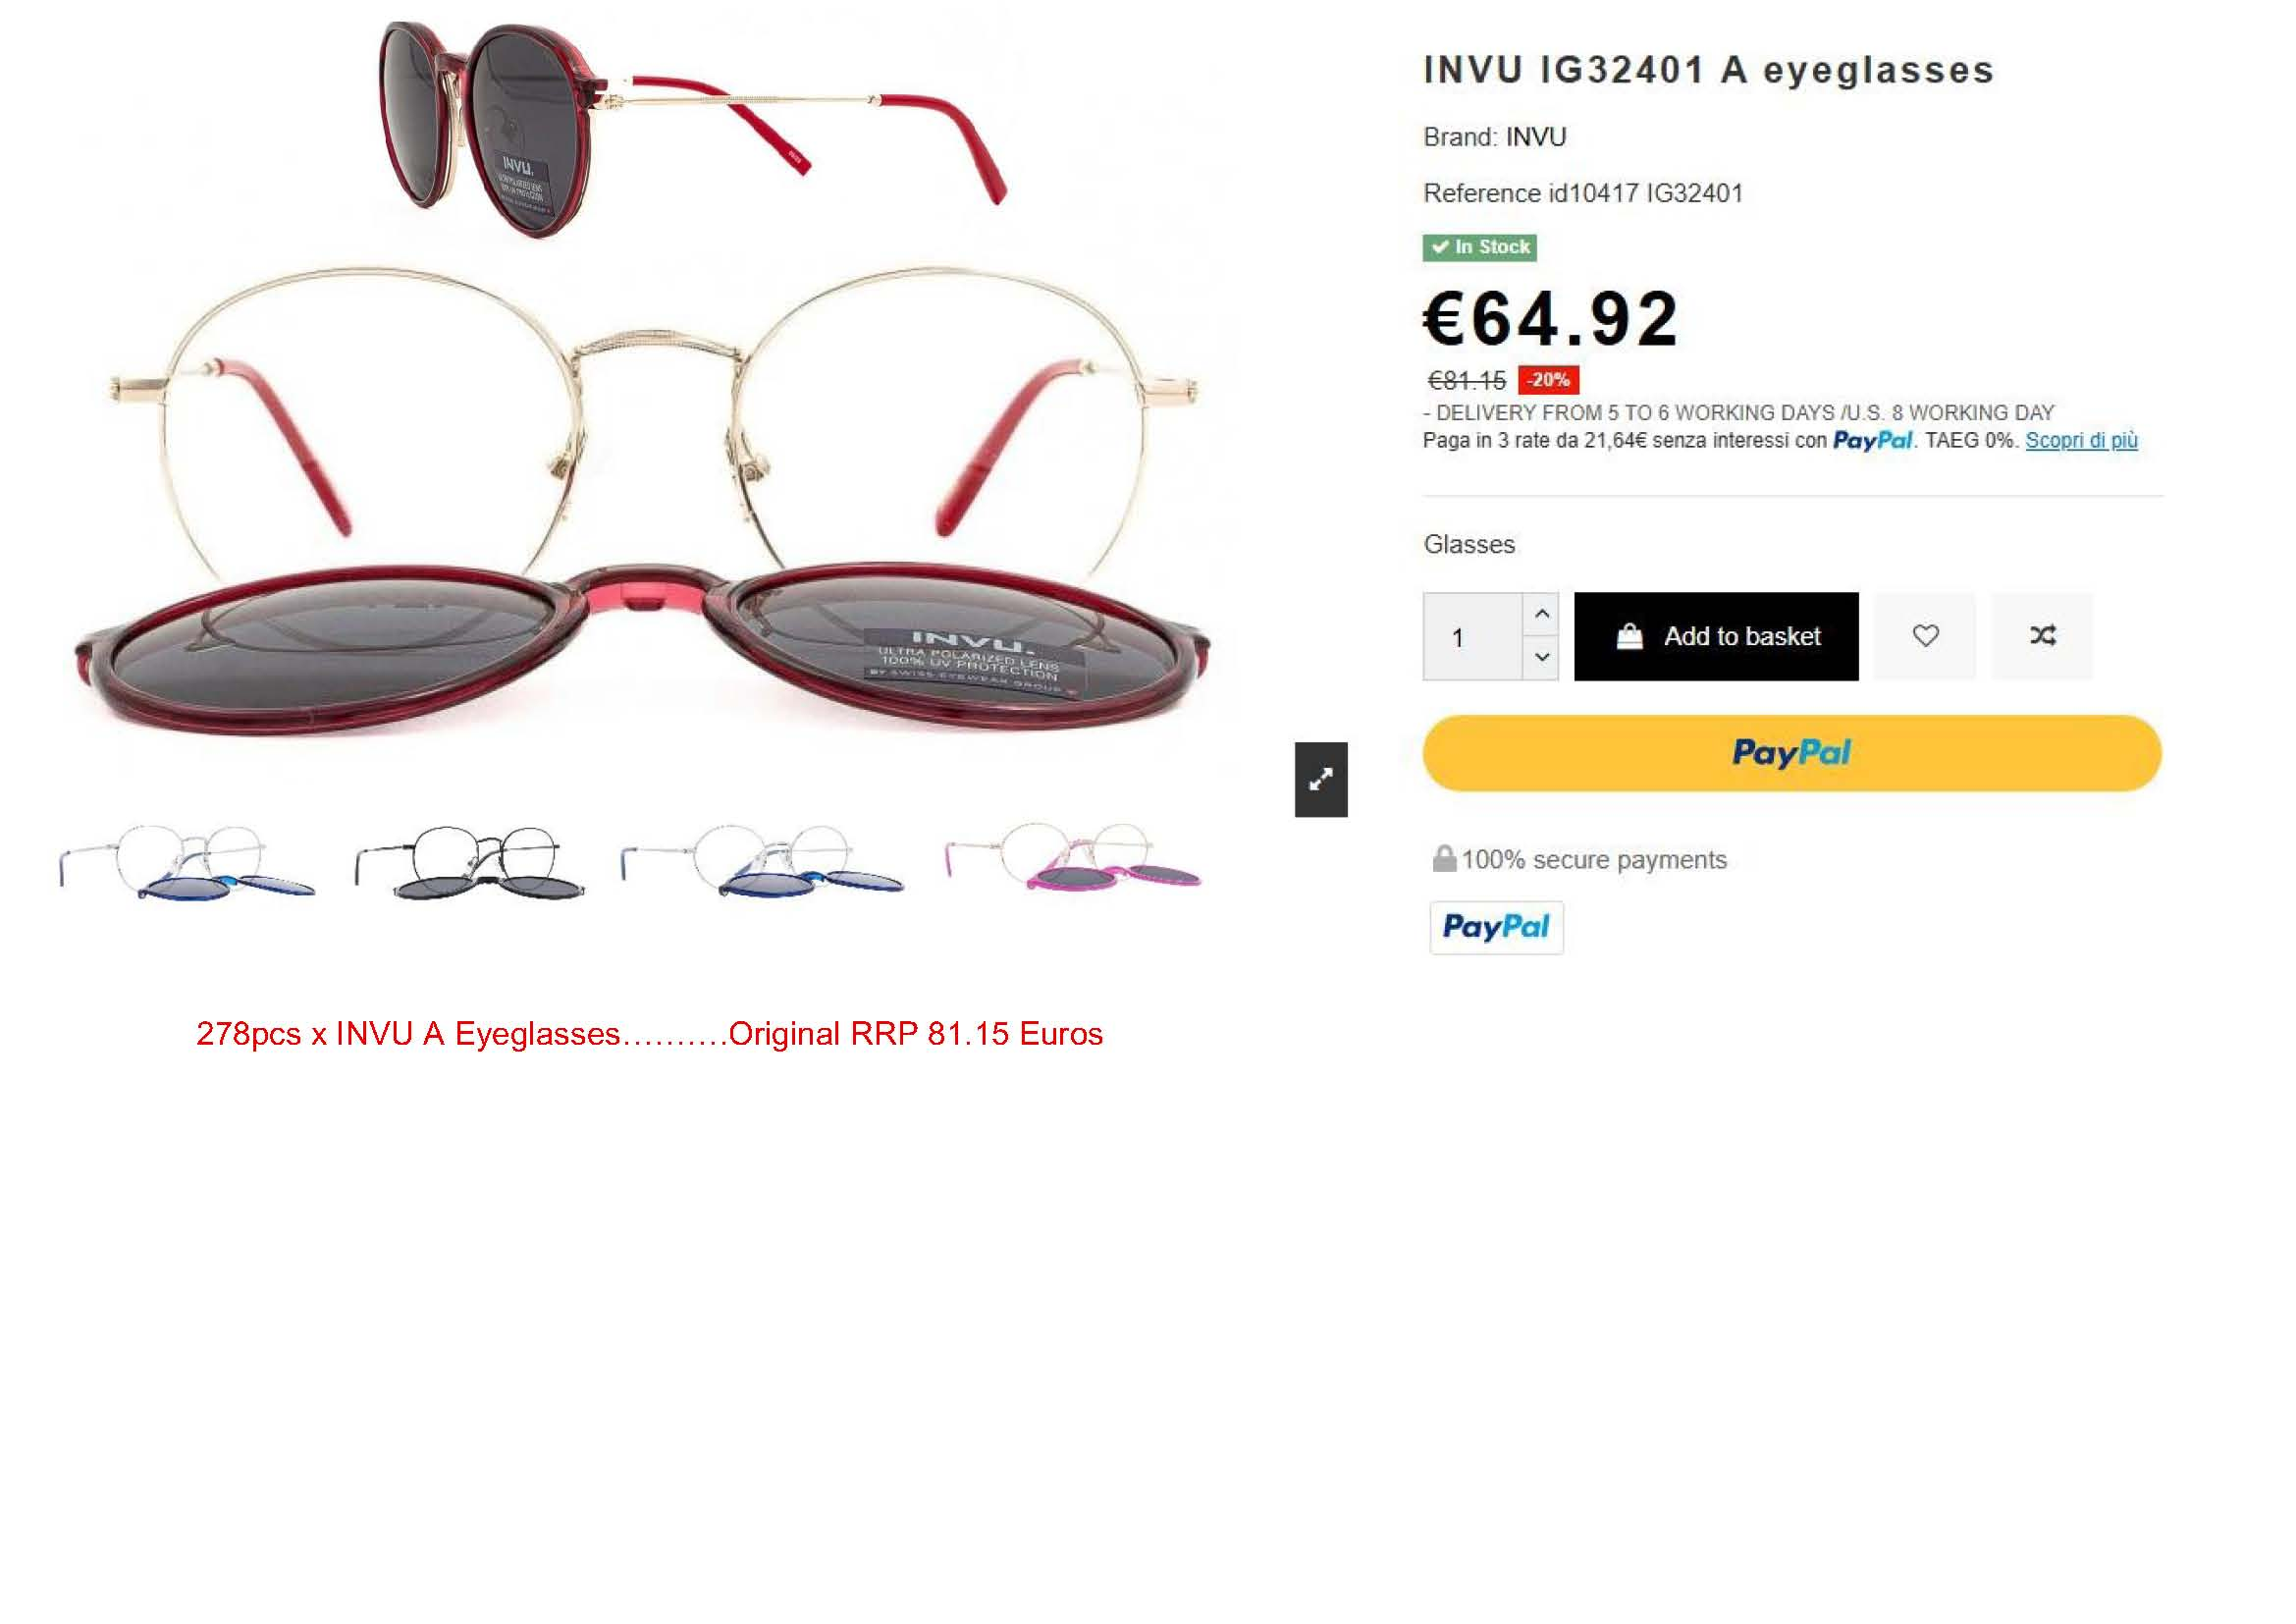 INVU.
INVU.
ULTRA POLARIZED LENS
100% UV PROTECTION
BY SWISS EYEWEAR GROUP
INVU IG32401 A eyeglasses
Brand: INVU
Reference id10417 IG32401
In Stock
€64.92
€81.15 -20%
- DELIVERY FROM 5 TO 6 WORKING DAYS /U.S. 8 WORKING DAY
Paga in 3 rate da 21,64€ senza interessi con PayPal. TAEG 0%. Scopri di più
Glasses
1 Add to basket
PayPal
100% secure payments
PayPal
278pcs x INVU A Eyeglasses..........Original RRP 81.15 Euros